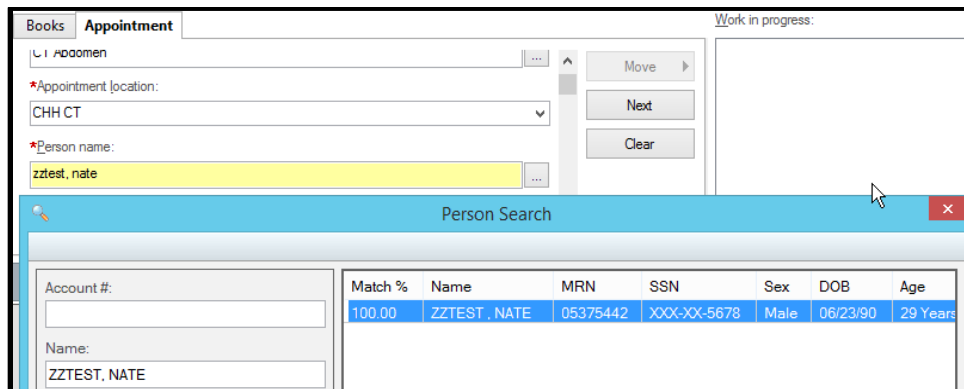 Books Appointment
Work in progress:
CT Abdomen
...
Move
*Appointment location:
CHH CT
Next
*Person name:
Clear
zztest, nate
...
Person Search
Account #:
Match % Name MRN SSN Sex DOB Age
100.00 ZZTEST , NATE 05375442 XXX-XX-5678 Male 06/23/90 29 Years
Name:
ZZTEST, NATE